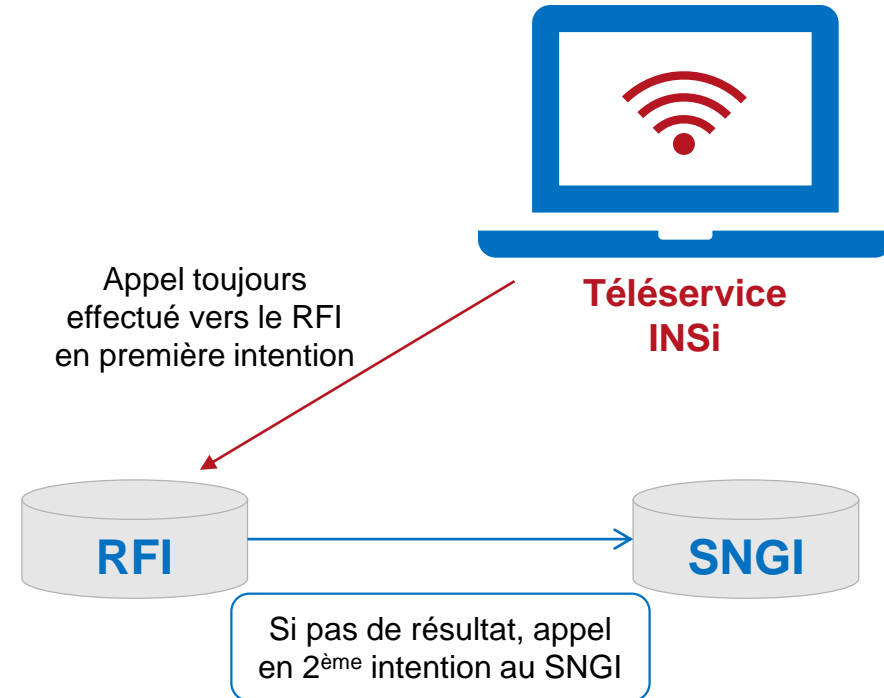 Téléservice
INSi
Appel toujours
effectué vers le RFI
en première intention
RFI
SNGI
Si pas de résultat, appel
en 2ème intention au SNGI